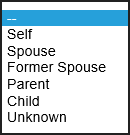 --
Self
Spouse
Former Spouse
Parent
Child
Unknown